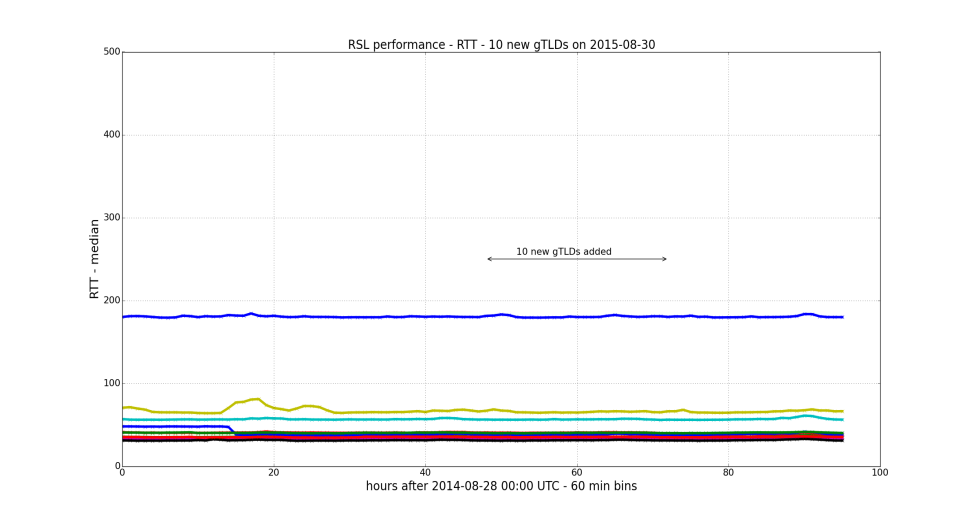 RSL performance - RTT - 10 new gTLDs on 2015-08-30
500
400
300
200
100
0
RTT - median
10 new gTLDs added
0 20 40 60 80 100
hours after 2014-08-28 00:00 UTC - 60 min bins